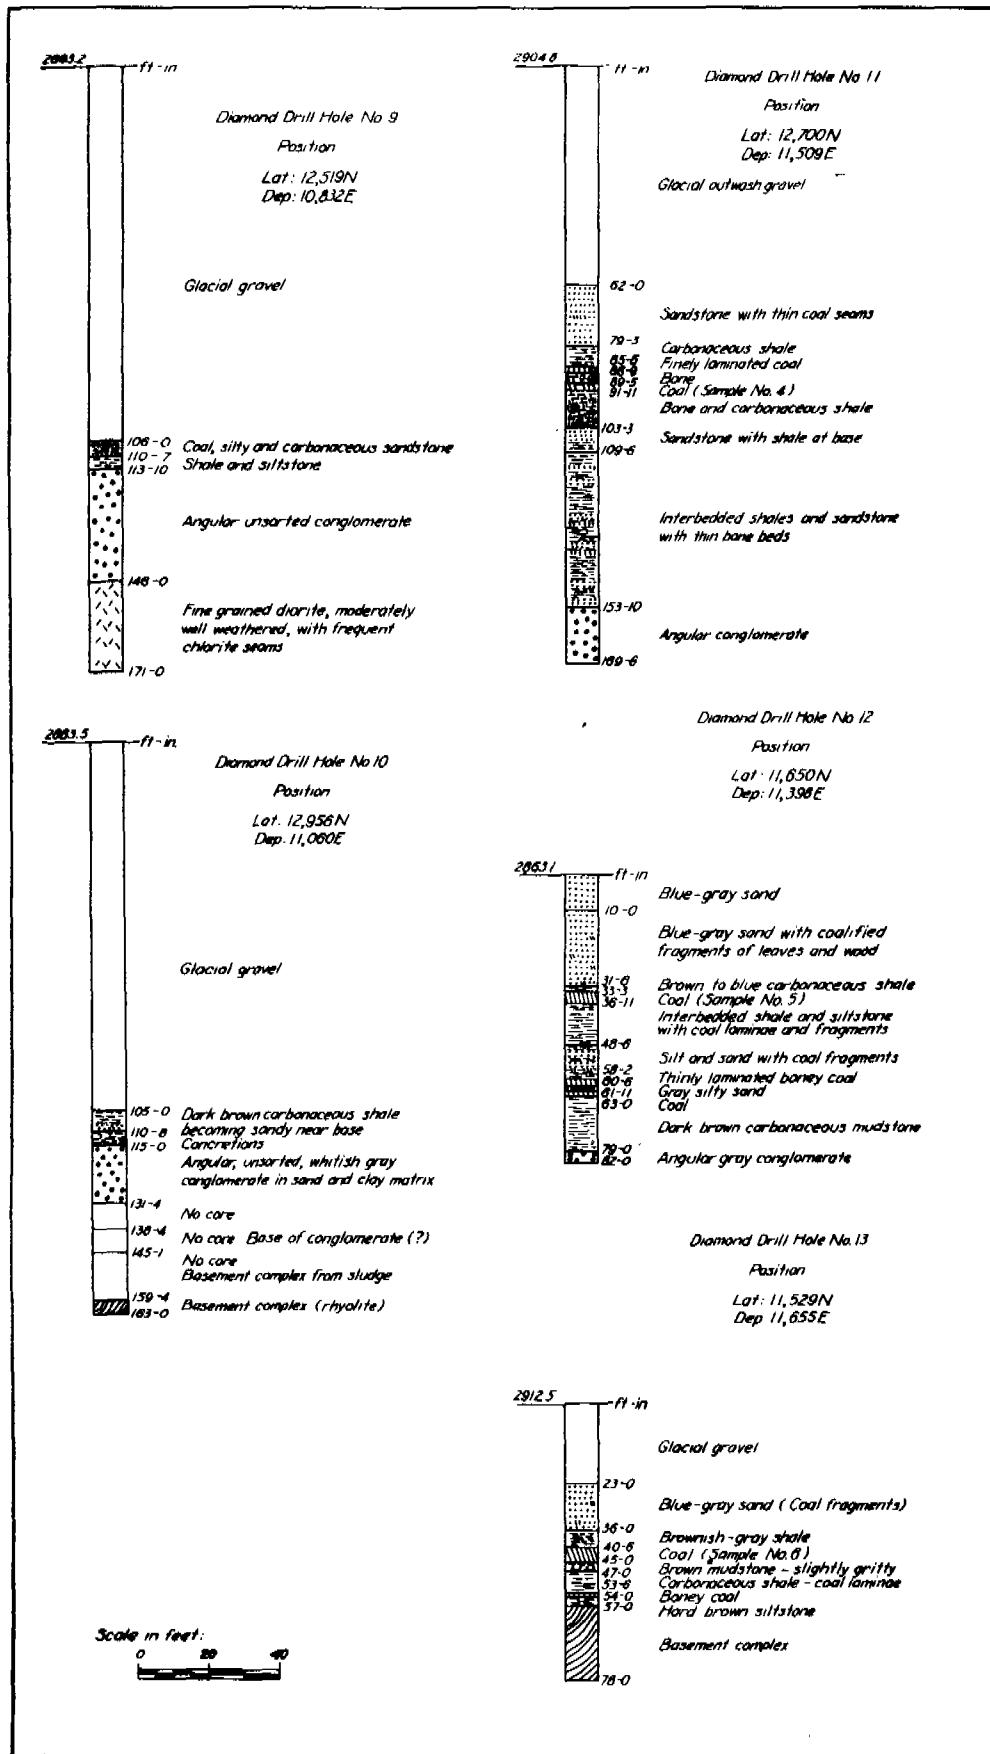 2883.2
ft-in
Diamond Drill Hole No 9
Position
Lat: 12,519N
Dep: 10,832E
Glacial gravel
106-0
Coal, silty and carbonaceous sandstone
110-7
Shale and siltstone
113-10
Angular unsorted conglomerate
146-0
Fine grained diorite, moderately
well weathered, with frequent
chlorite seams
171-0
2883.5
ft-in.
Diamond Drill Hole No 10
Position
Lat. 12,956N
Dep. 11,060E
Glacial gravel
105-0
Dark brown carbonaceous shale
becoming sandy near base
110-8
Concretions
115-0
Angular, unsorted, whitish gray
conglomerate in sand and clay matrix
131-4
No core
138-4
No core Base of conglomerate (?)
145-1
No core
Basement complex from sludge
159-4
Basement complex (rhyolite)
163-0
Scale in feet:
0 20 40
2904.8
ft-in
Diamond Drill Hole No 11
Position
Lat: 12,700N
Dep: 11,509E
Glacial outwash gravel
62-0
Sandstone with thin coal seams
79-3
Carbonaceous shale
85-6
Finely laminated coal
Bone
89-5
Coal (Sample No. 4)
91-11
Bone and carbonaceous shale
103-3
Sandstone with shale at base
109-6
Interbedded shales and sandstone
with thin bone beds
153-10
Angular conglomerate
169-6
Diamond Drill Hole No 12
Position
Lat: 11,650N
Dep: 11,398E
2863.1
ft-in
Blue-gray sand
10-0
Blue-gray sand with coalified
fragments of leaves and wood
31-8
Brown to blue carbonaceous shale
33-3
Coal (Sample No. 5)
36-11
Interbedded shale and siltstone
with coal laminae and fragments
48-6
Silt and sand with coal fragments
58-2
Thinly laminated boney coal
60-6
Gray silty sand
61-11
Coal
63-0
Dark brown carbonaceous mudstone
79-0
Angular gray conglomerate
82-0
Diamond Drill Hole No. 13
Position
Lat: 11,529N
Dep 11,655E
2912.5
ft-in
Glacial gravel
23-0
Blue-gray sand (Coal fragments)
36-0
Brownish-gray shale
40-6
Coal (Sample No. 6)
45-0
Brown mudstone - slightly gritty
47-0
Carbonaceous shale - coal laminae
53-6
Boney coal
54-0
Hard brown siltstone
57-0
Basement complex
78-0